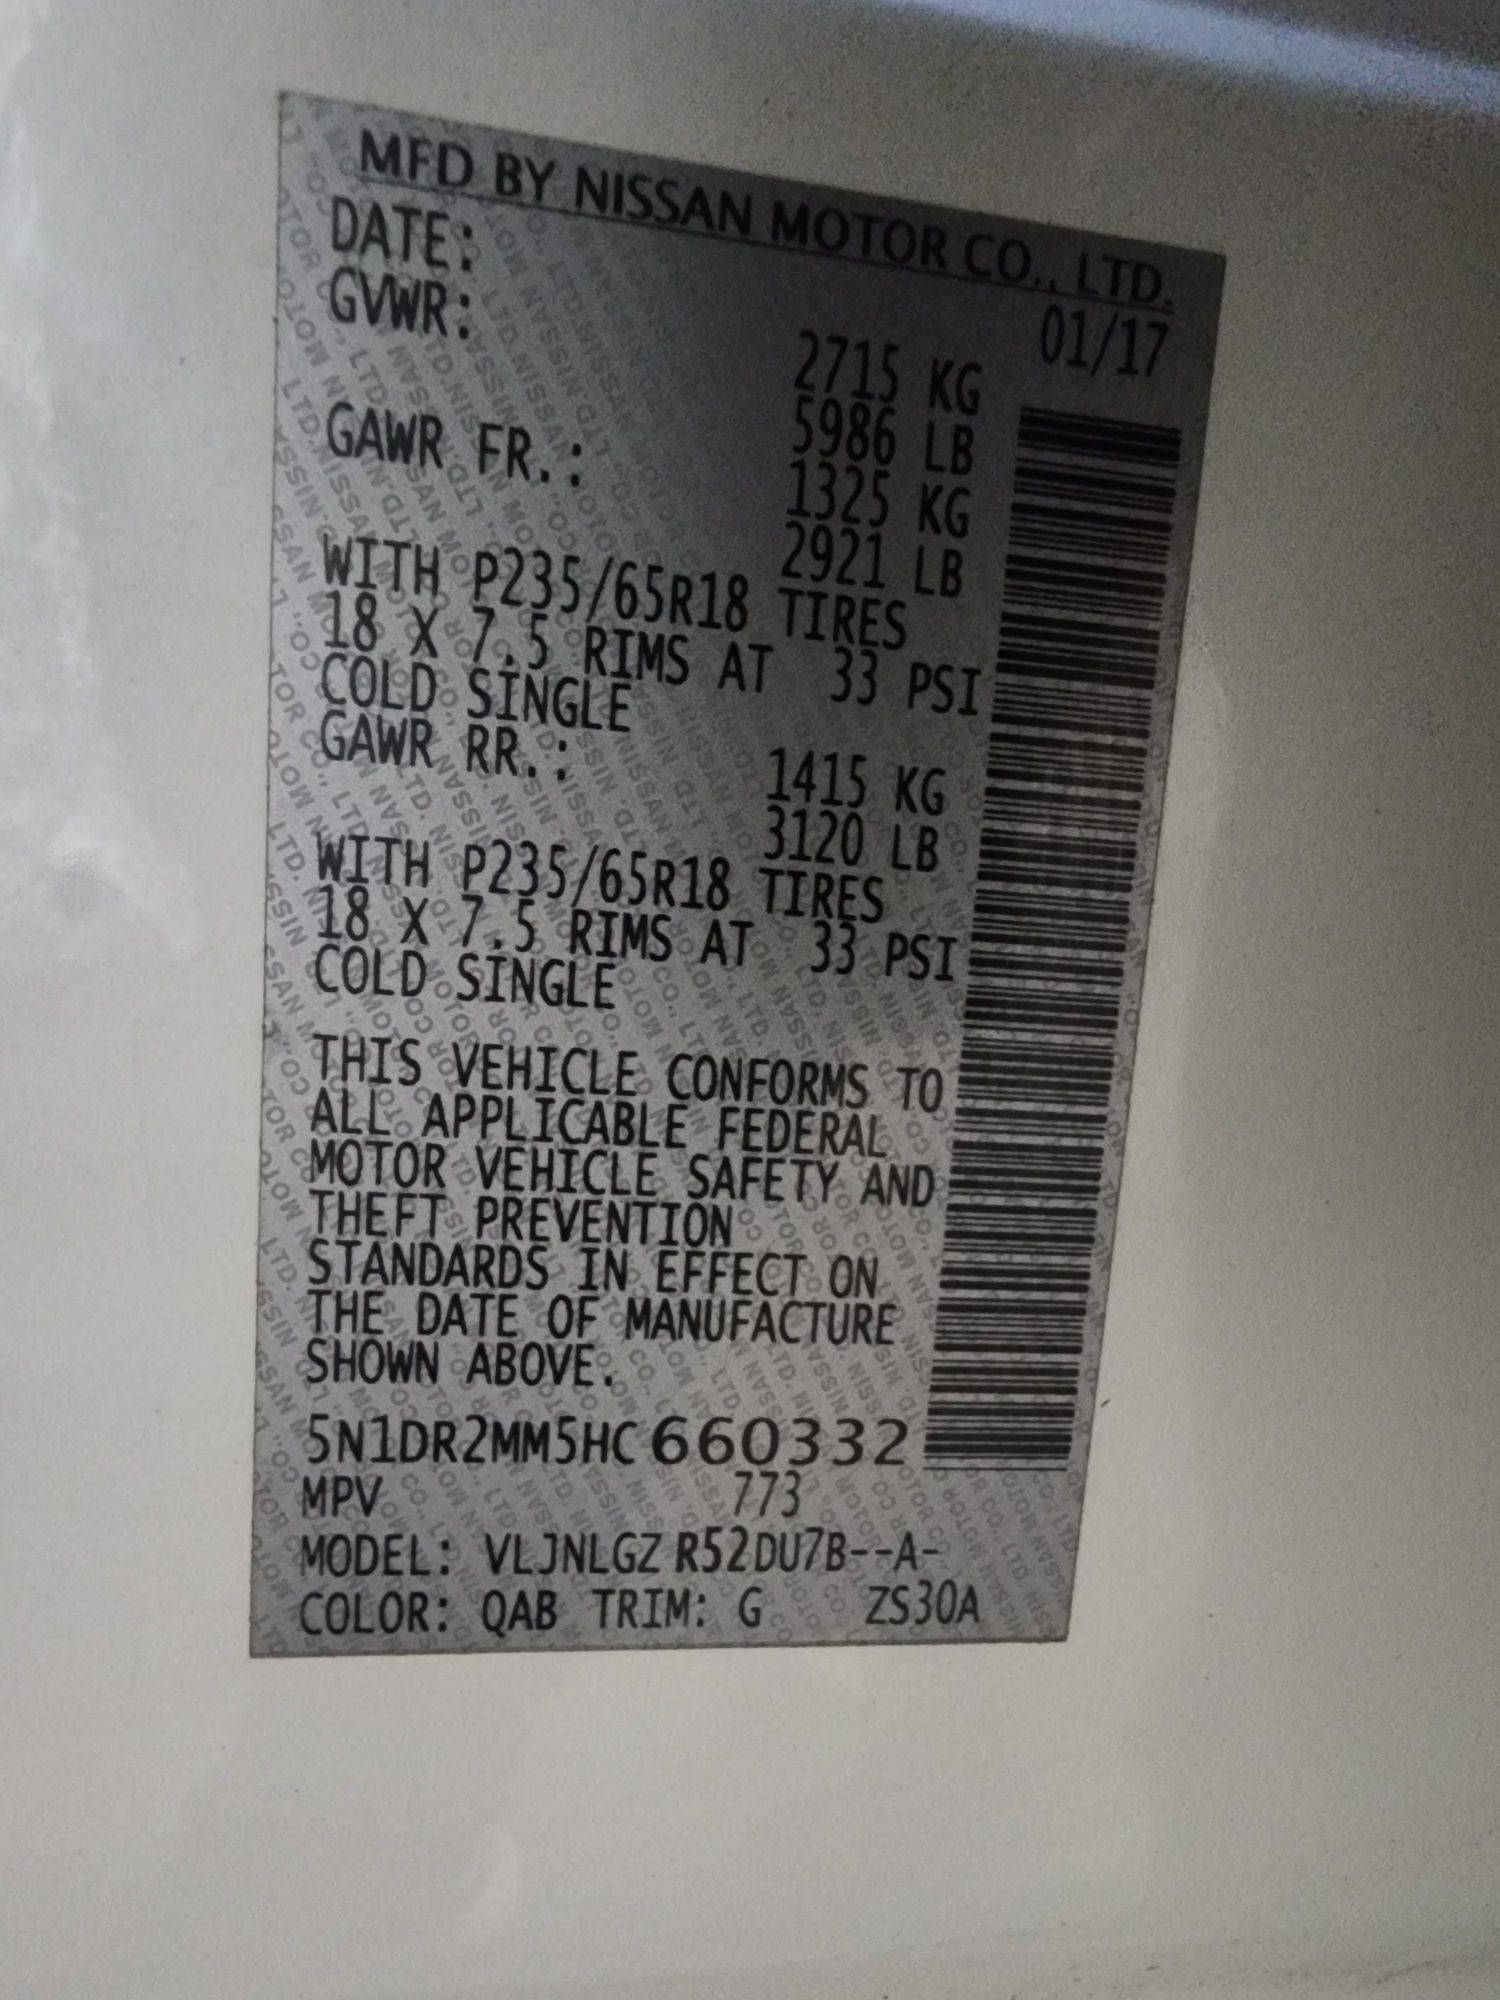 MFD BY NISSAN MOTOR CO., LTD.
DATE: 01/17
GVWR: 2715 KG
5986 LB
GAWR FR.: 1325 KG
2921 LB
WITH P235/65R18 TIRES
18 X 7.5 RIMS AT 33 PSI
COLD SINGLE
GAWR RR.: 1415 KG
3120 LB
WITH P235/65R18 TIRES
18 X 7.5 RIMS AT 33 PSI
COLD SINGLE
THIS VEHICLE CONFORMS TO
ALL APPLICABLE FEDERAL
MOTOR VEHICLE SAFETY AND
THEFT PREVENTION
STANDARDS IN EFFECT ON
THE DATE OF MANUFACTURE
SHOWN ABOVE.
5N1DR2MM5HC660332
MPV 773
MODEL: VLJNLGZ R52DU7B--A-
COLOR: QAB TRIM: G ZS30A